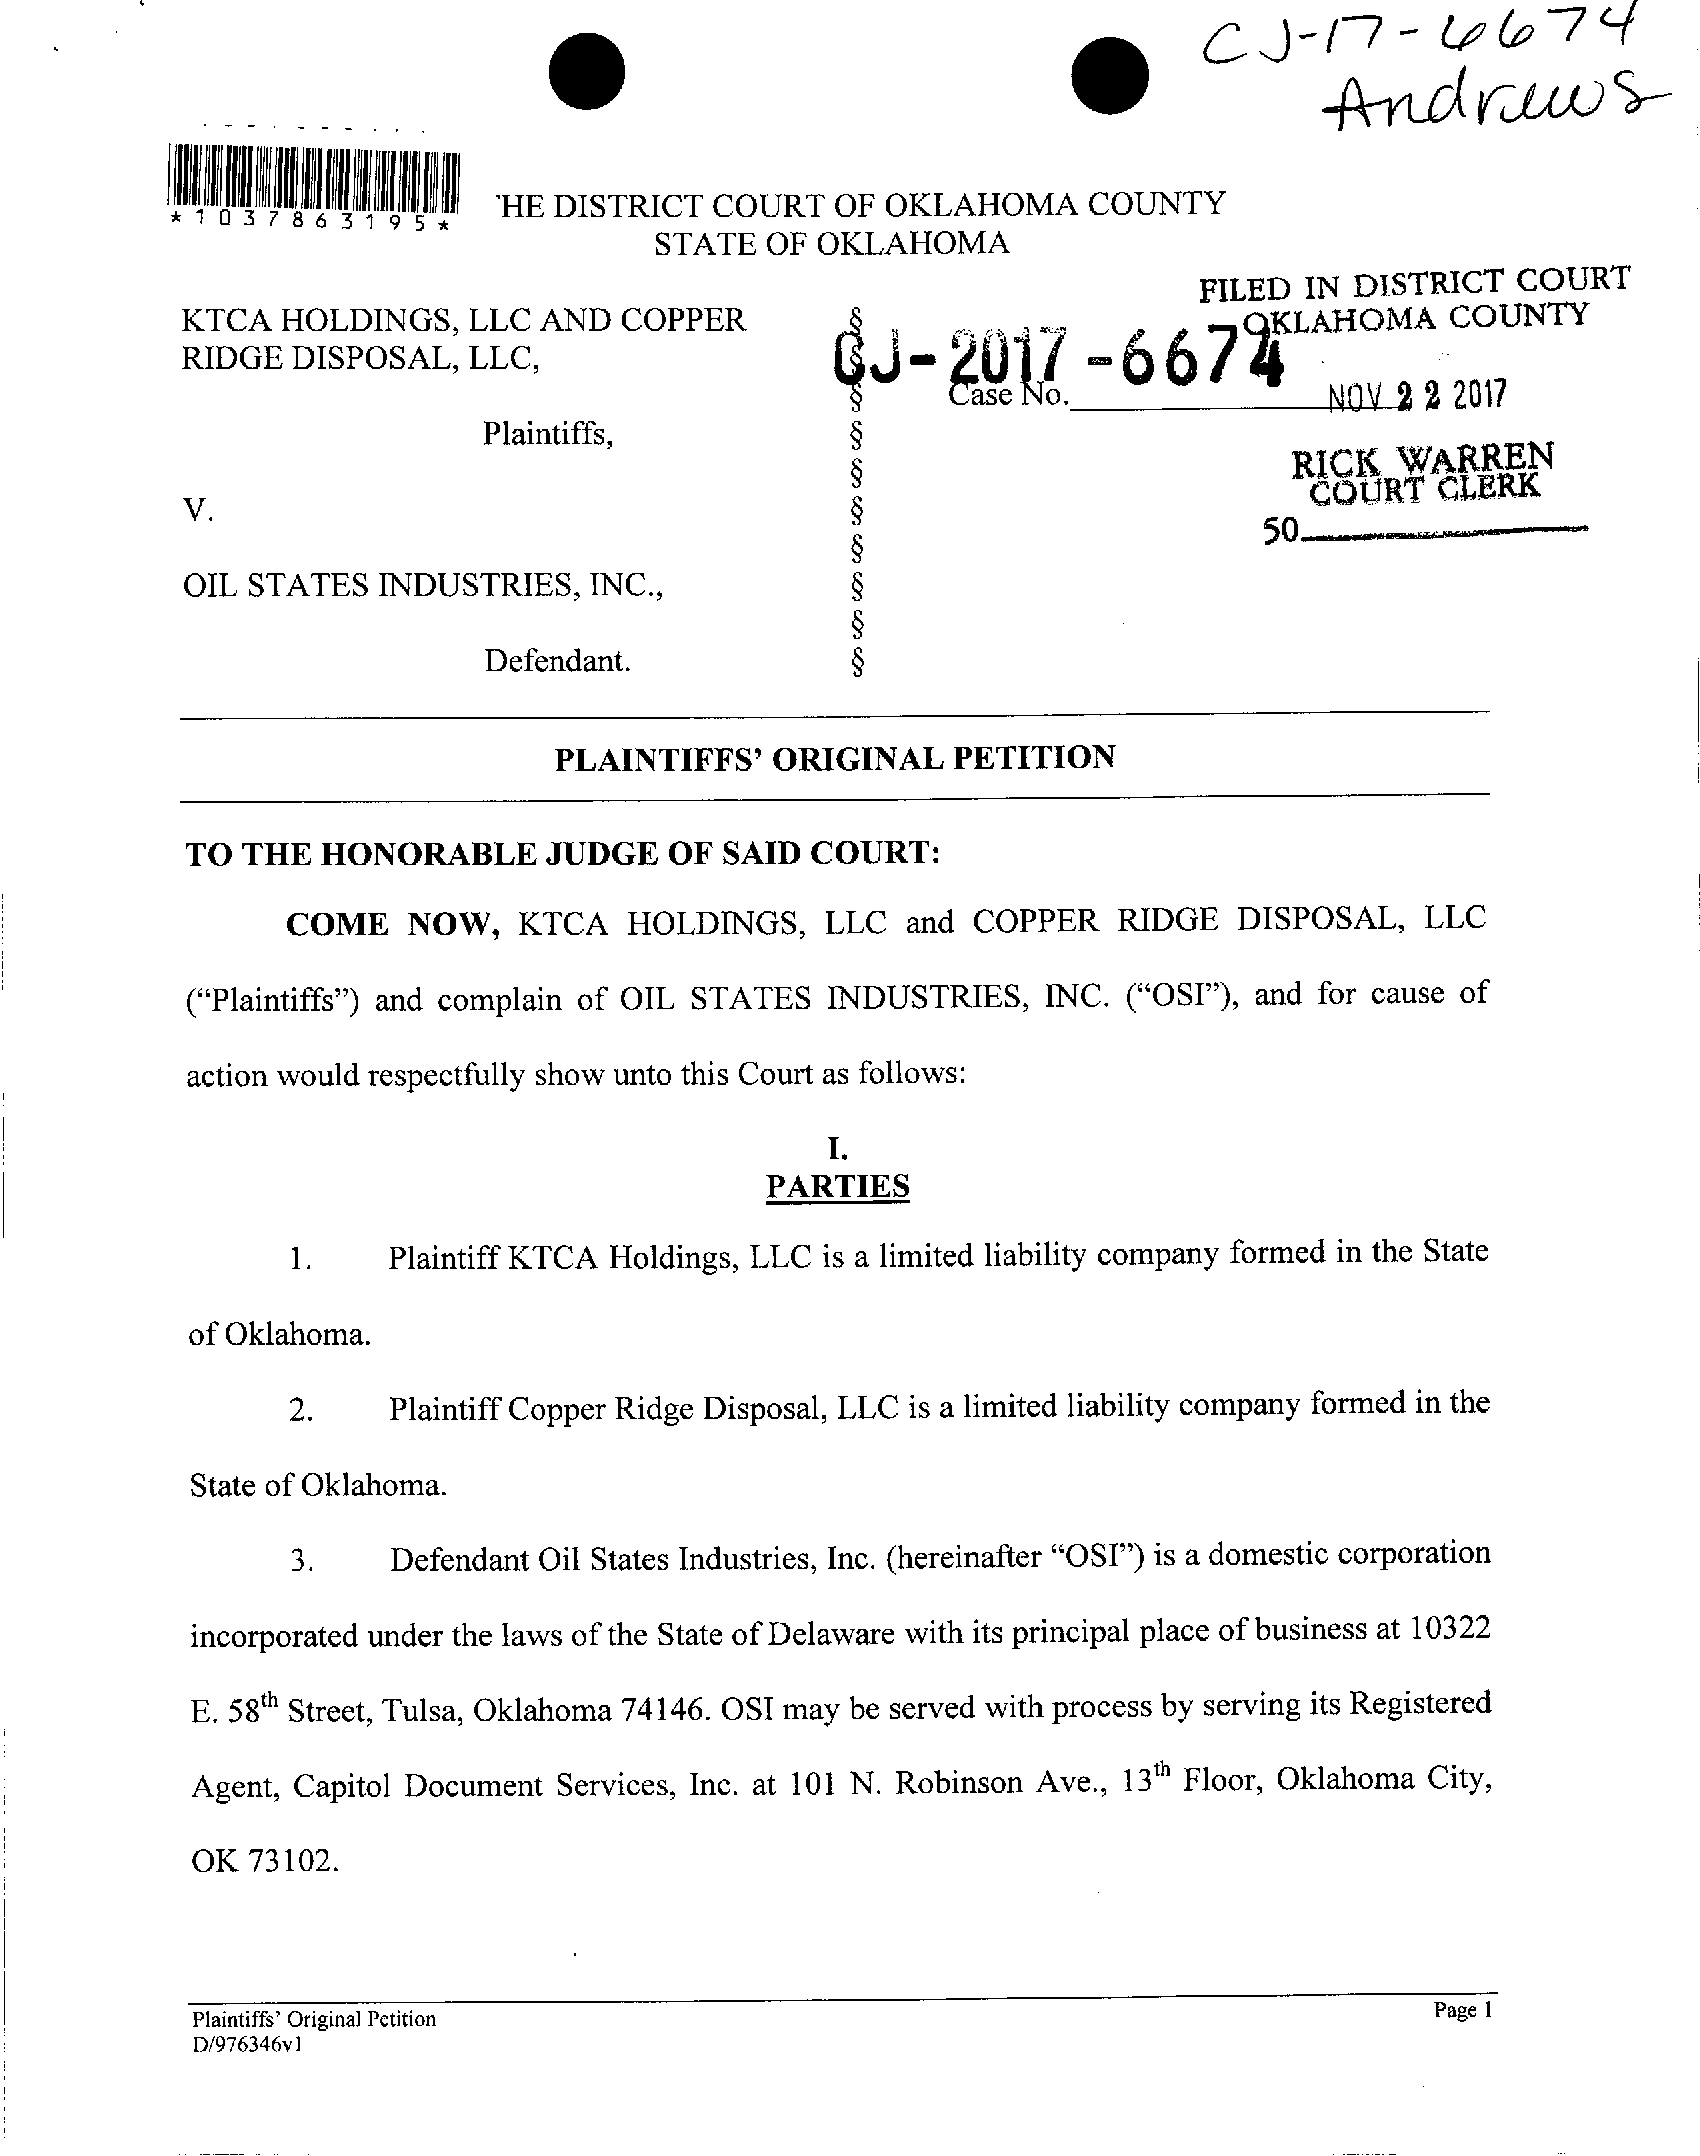 CJ-17-6674
Andrews
*1037863195*
'HE DISTRICT COURT OF OKLAHOMA COUNTY
STATE OF OKLAHOMA
FILED IN DISTRICT COURT
OKLAHOMA COUNTY
KTCA HOLDINGS, LLC AND COPPER §
RIDGE DISPOSAL, LLC, §
CJ-2017-6674
§ Case No.
NOV 22 2017
Plaintiffs, §
§
RICK WARREN
COURT CLERK
V. §
50
§
OIL STATES INDUSTRIES, INC., §
§
Defendant. §
PLAINTIFFS' ORIGINAL PETITION
TO THE HONORABLE JUDGE OF SAID COURT:
COME NOW, KTCA HOLDINGS, LLC and COPPER RIDGE DISPOSAL, LLC
(“Plaintiffs”) and complain of OIL STATES INDUSTRIES, INC. (“OSI”), and for cause of
action would respectfully show unto this Court as follows:
I.
PARTIES
1. Plaintiff KTCA Holdings, LLC is a limited liability company formed in the State
of Oklahoma.
2. Plaintiff Copper Ridge Disposal, LLC is a limited liability company formed in the
State of Oklahoma.
3. Defendant Oil States Industries, Inc. (hereinafter “OSI”) is a domestic corporation
incorporated under the laws of the State of Delaware with its principal place of business at 10322
E. 58th Street, Tulsa, Oklahoma 74146. OSI may be served with process by serving its Registered
Agent, Capitol Document Services, Inc. at 101 N. Robinson Ave., 13th Floor, Oklahoma City,
OK 73102.
Plaintiffs' Original Petition Page 1
D/976346v1